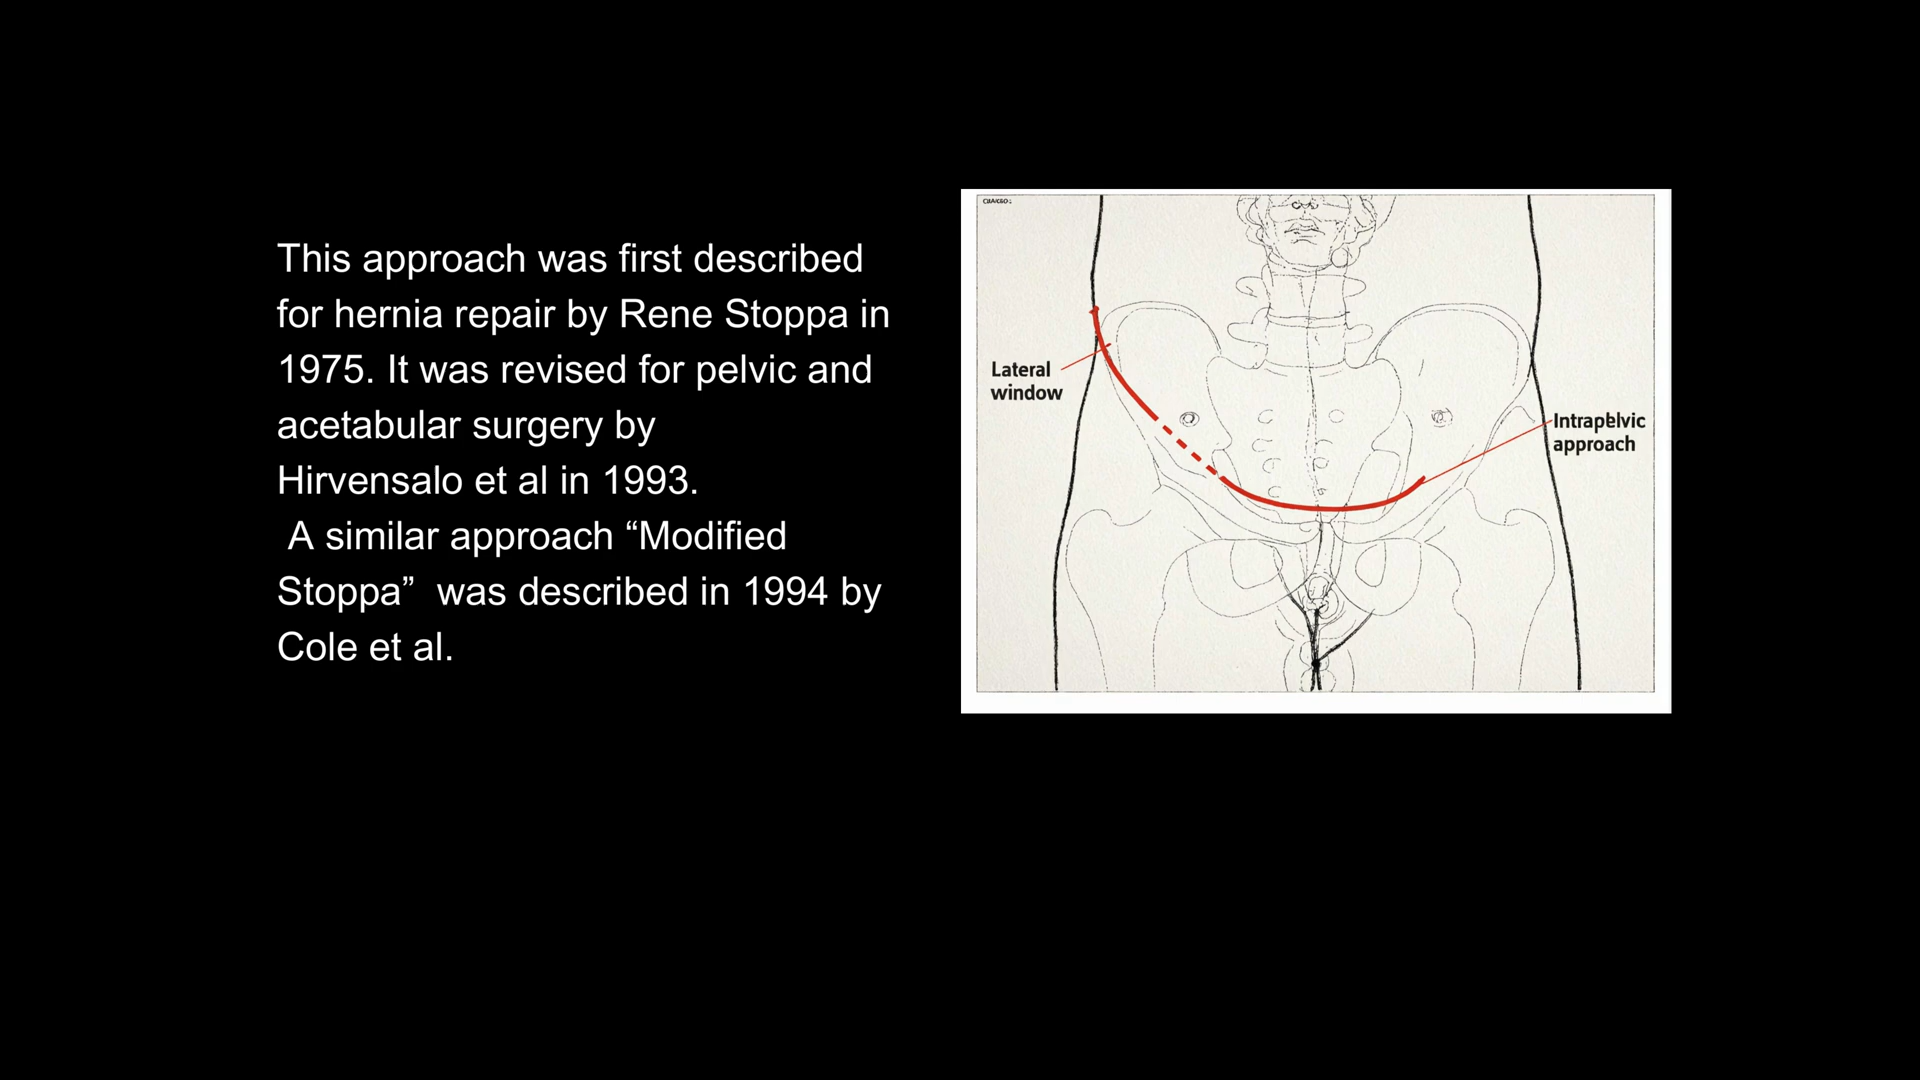 This approach was first described
for hernia repair by Rene Stoppa in
1975. It was revised for pelvic and
acetabular surgery by
Hirvensalo et al in 1993.
A similar approach “Modified
Stoppa” was described in 1994 by
Cole et al.
Lateral
window
Intrapelvic
approach